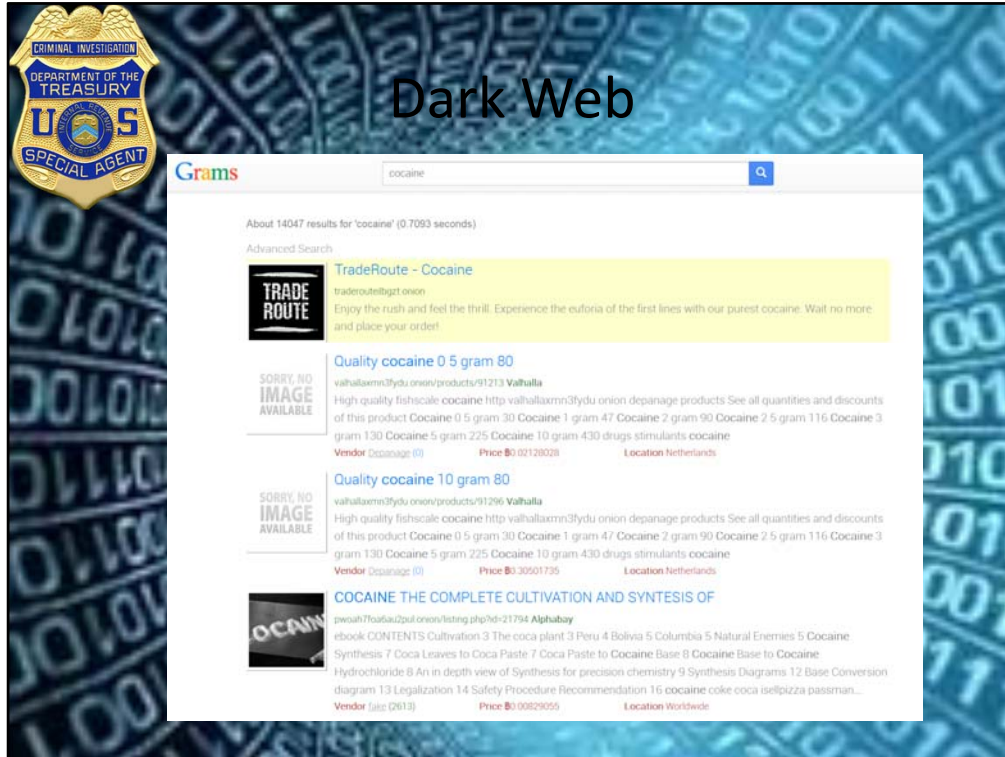 CRIMINAL INVESTIGATION
DEPARTMENT OF THE
TREASURY
INTERNAL REVENUE
U S
SERVICE
SPECIAL AGENT
Dark Web
Grams
cocaine
About 14047 results for 'cocaine' (0.7093 seconds)
Advanced Search
TRADE
ROUTE
TradeRoute - Cocaine
traderoutelbgzt.onion
Enjoy the rush and feel the thrill. Experience the euforia of the first lines with our purest cocaine. Wait no more
and place your order!
SORRY, NO
IMAGE
AVAILABLE
Quality cocaine 0 5 gram 80
valhallaxmn3fydu.onion/products/91213 Valhalla
High quality fishscale cocaine http valhallaxmn3fydu onion depanage products See all quantities and discounts
of this product Cocaine 0 5 gram 30 Cocaine 1 gram 47 Cocaine 2 gram 90 Cocaine 2 5 gram 116 Cocaine 3
gram 130 Cocaine 5 gram 225 Cocaine 10 gram 430 drugs stimulants cocaine
Vendor Depanage (0) Price ฿0.02128028 Location Netherlands
SORRY, NO
IMAGE
AVAILABLE
Quality cocaine 10 gram 80
valhallaxmn3fydu.onion/products/91296 Valhalla
High quality fishscale cocaine http valhallaxmn3fydu onion depanage products See all quantities and discounts
of this product Cocaine 0 5 gram 30 Cocaine 1 gram 47 Cocaine 2 gram 90 Cocaine 2 5 gram 116 Cocaine 3
gram 130 Cocaine 5 gram 225 Cocaine 10 gram 430 drugs stimulants cocaine
Vendor Depanage (0) Price ฿0.30501735 Location Netherlands
OCAIN
COCAINE THE COMPLETE CULTIVATION AND SYNTESIS OF
pwoah7foa6au2pul.onion/listing.php?id=21794 Alphabay
ebook CONTENTS Cultivation 3 The coca plant 3 Peru 4 Bolivia 5 Columbia 5 Natural Enemies 5 Cocaine
Synthesis 7 Coca Leaves to Coca Paste 7 Coca Paste to Cocaine Base 8 Cocaine Base to Cocaine
Hydrochloride 8 An in depth view of Synthesis for precision chemistry 9 Synthesis Diagrams 12 Base Conversion
diagram 13 Legalization 14 Safety Procedure Recommendation 16 cocaine coke coca isellpizza passman...
Vendor fake (2613) Price ฿0.00829055 Location Worldwide